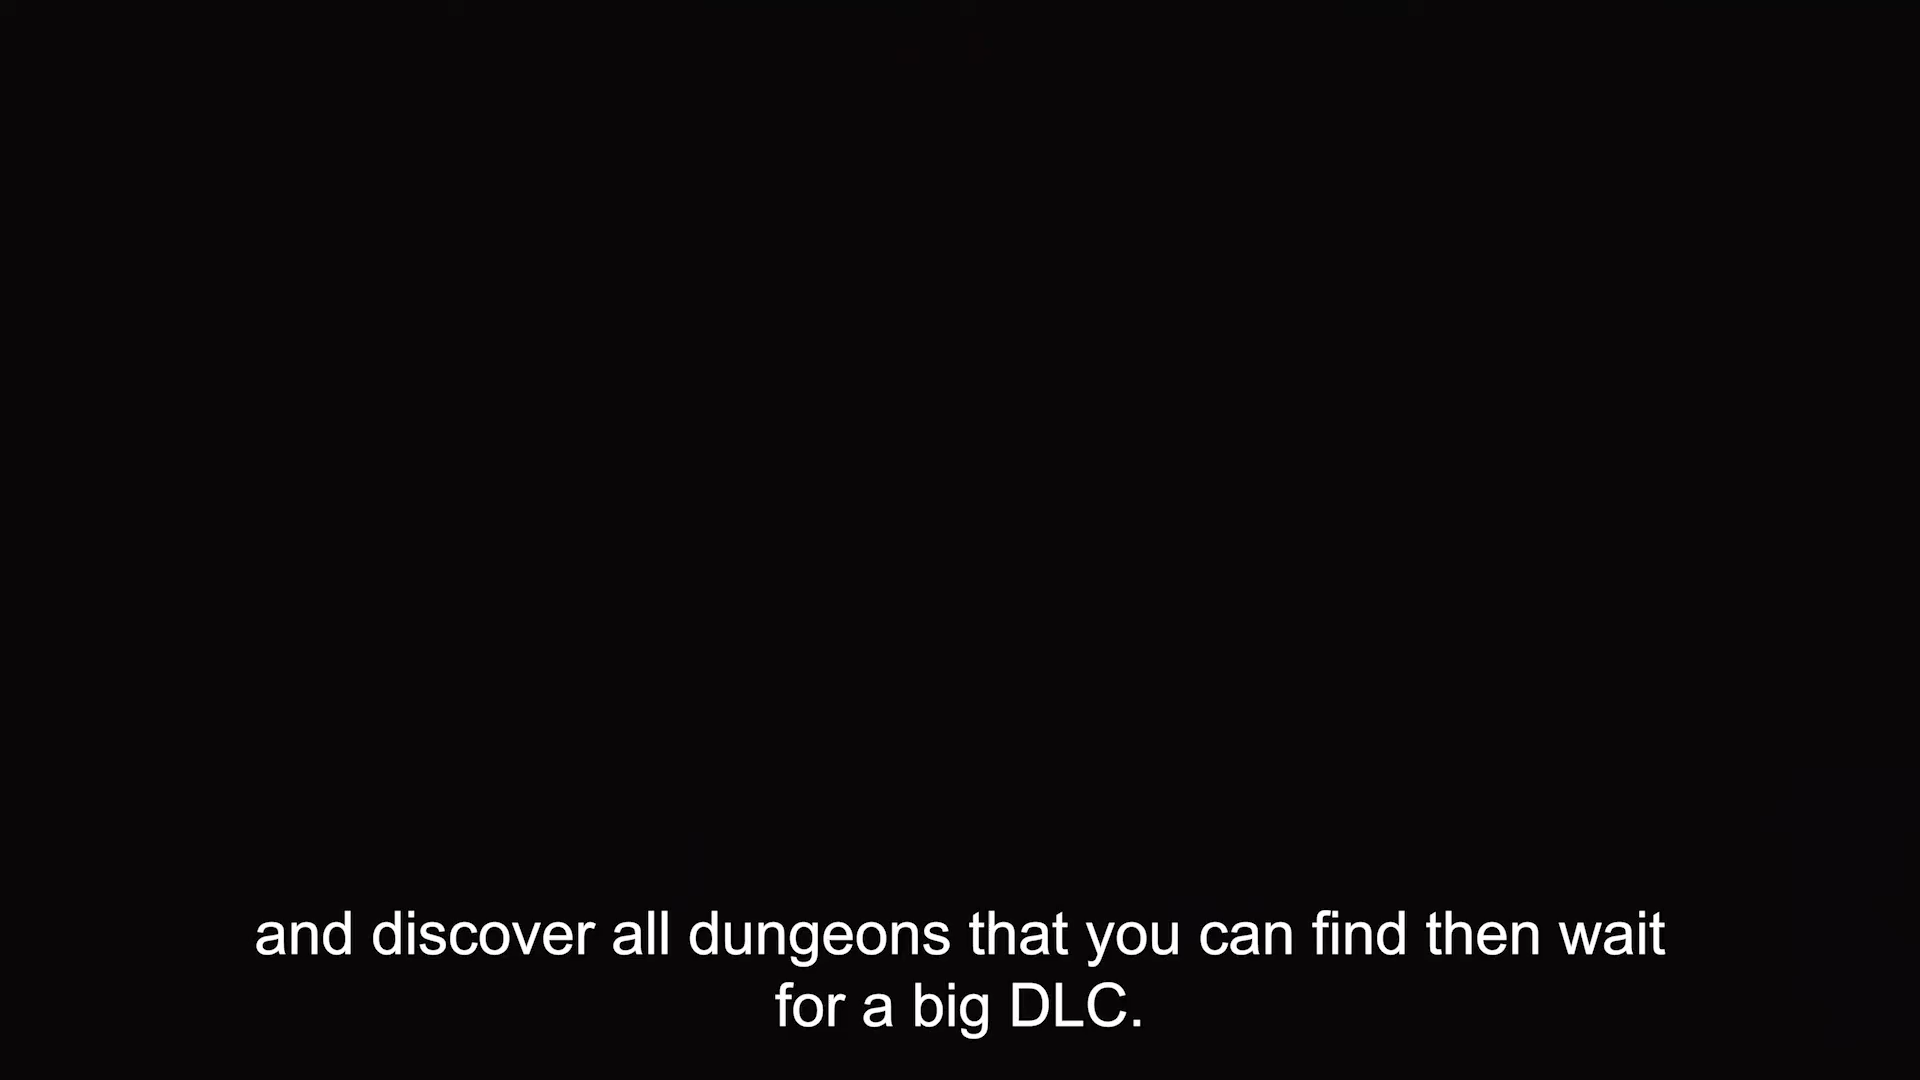 and discover all dungeons that you can find then wait
for a big DLC.